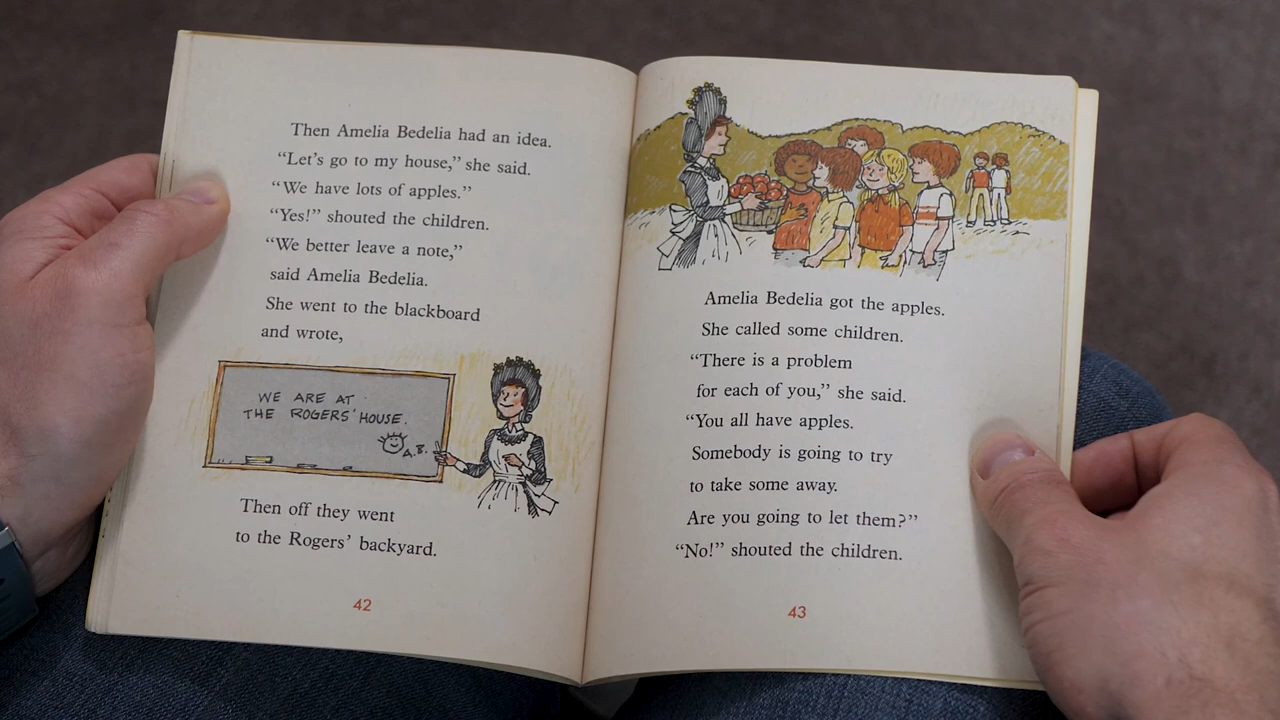 Then Amelia Bedelia had an idea.
“Let's go to my house,” she said.
“We have lots of apples.”
“Yes!” shouted the children.
“We better leave a note,”
said Amelia Bedelia.
She went to the blackboard
and wrote,
WE ARE AT
THE ROGERS' HOUSE.
A.B.
Then off they went
to the Rogers' backyard.
42
Amelia Bedelia got the apples.
She called some children.
“There is a problem
for each of you,” she said.
“You all have apples.
Somebody is going to try
to take some away.
Are you going to let them?”
“No!” shouted the children.
43